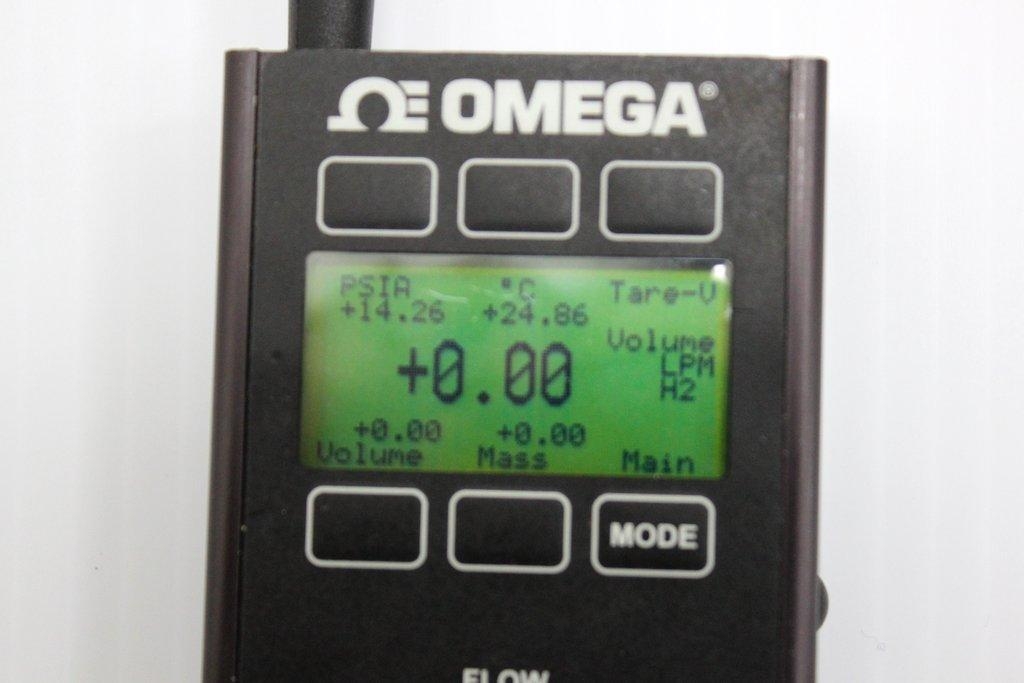 ΩE OMEGA®
PSIA °C Tare-V
+14.26 +24.86
Volume
+0.00 LPM
H2
+0.00 +0.00
Volume Mass Main
MODE
FLOW